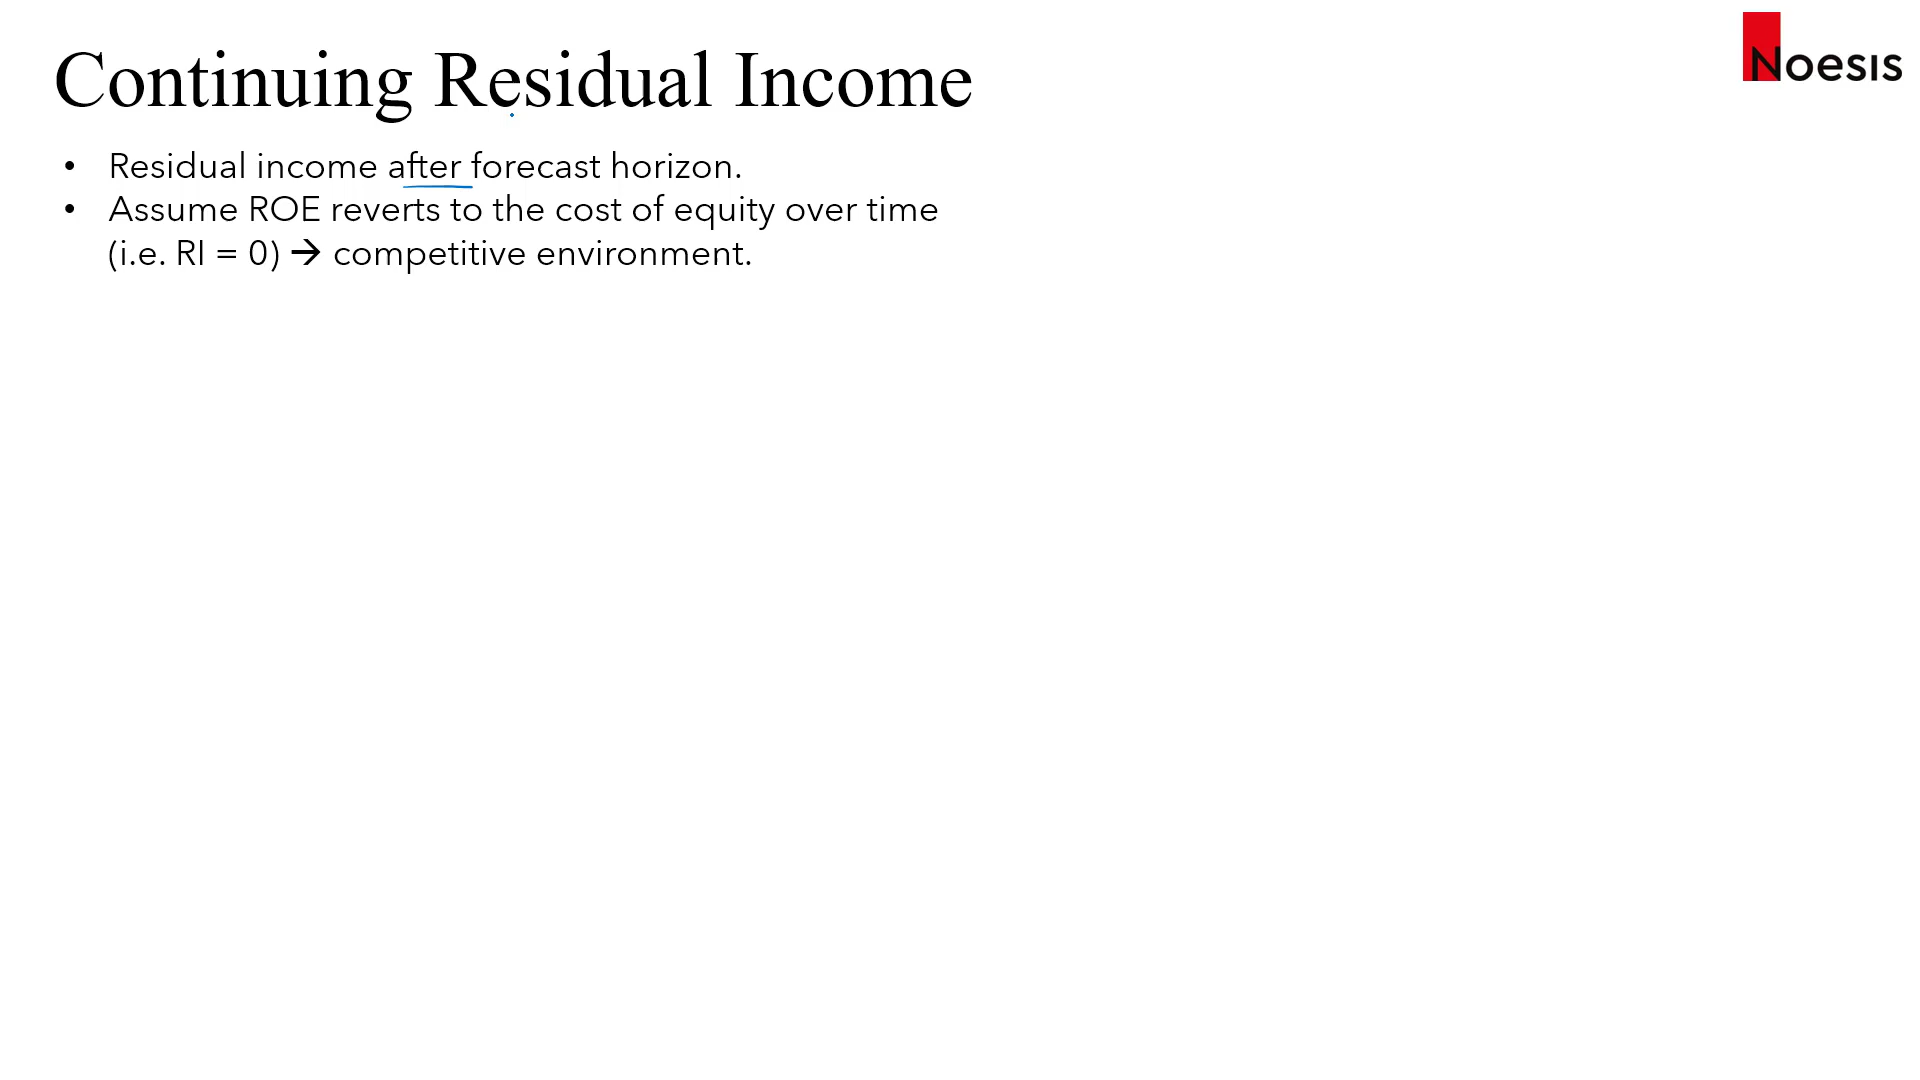 Noesis
Continuing Residual Income
• Residual income after forecast horizon.
• Assume ROE reverts to the cost of equity over time
(i.e. RI = 0) → competitive environment.